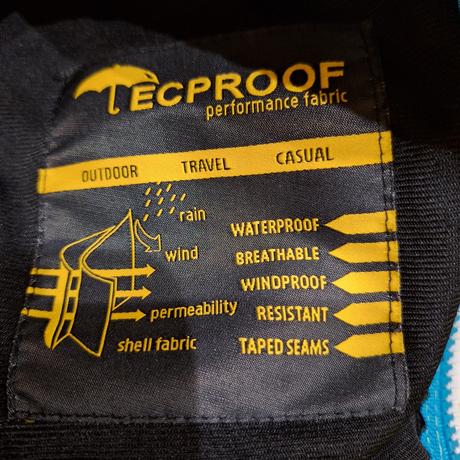 TECPROOF
performance fabric
OUTDOOR TRAVEL CASUAL
rain
wind
permeability
shell fabric
WATERPROOF
BREATHABLE
WINDPROOF
RESISTANT
TAPED SEAMS